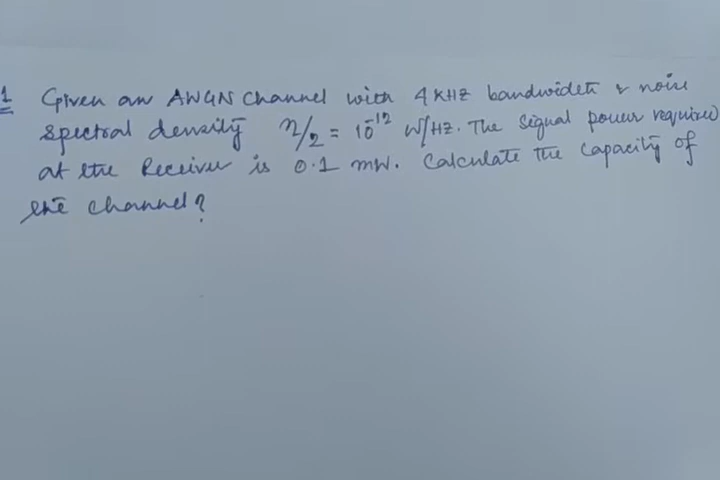 1 Given an AWGN channel with 4 KHZ bandwidth & noise
spectral density η/2 = 10⁻¹² W/HZ. The signal power required
at the Receiver is 0.1 mW. Calculate the capacity of
the channel?